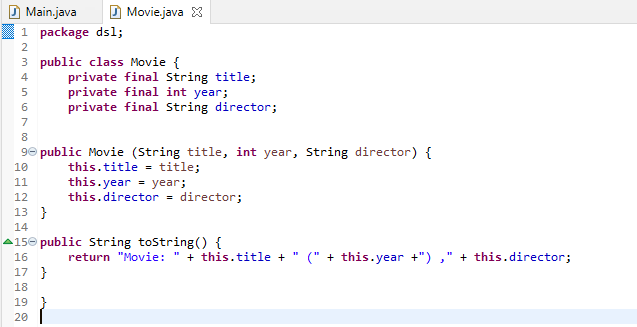 Main.java Movie.java
1 package dsl;
2
3 public class Movie {
4 private final String title;
5 private final int year;
6 private final String director;
7
8
9 public Movie (String title, int year, String director) {
10 this.title = title;
11 this.year = year;
12 this.director = director;
13 }
14
15 public String toString() {
16 return "Movie: " + this.title + " (" + this.year +") ," + this.director;
17 }
18
19 }
20